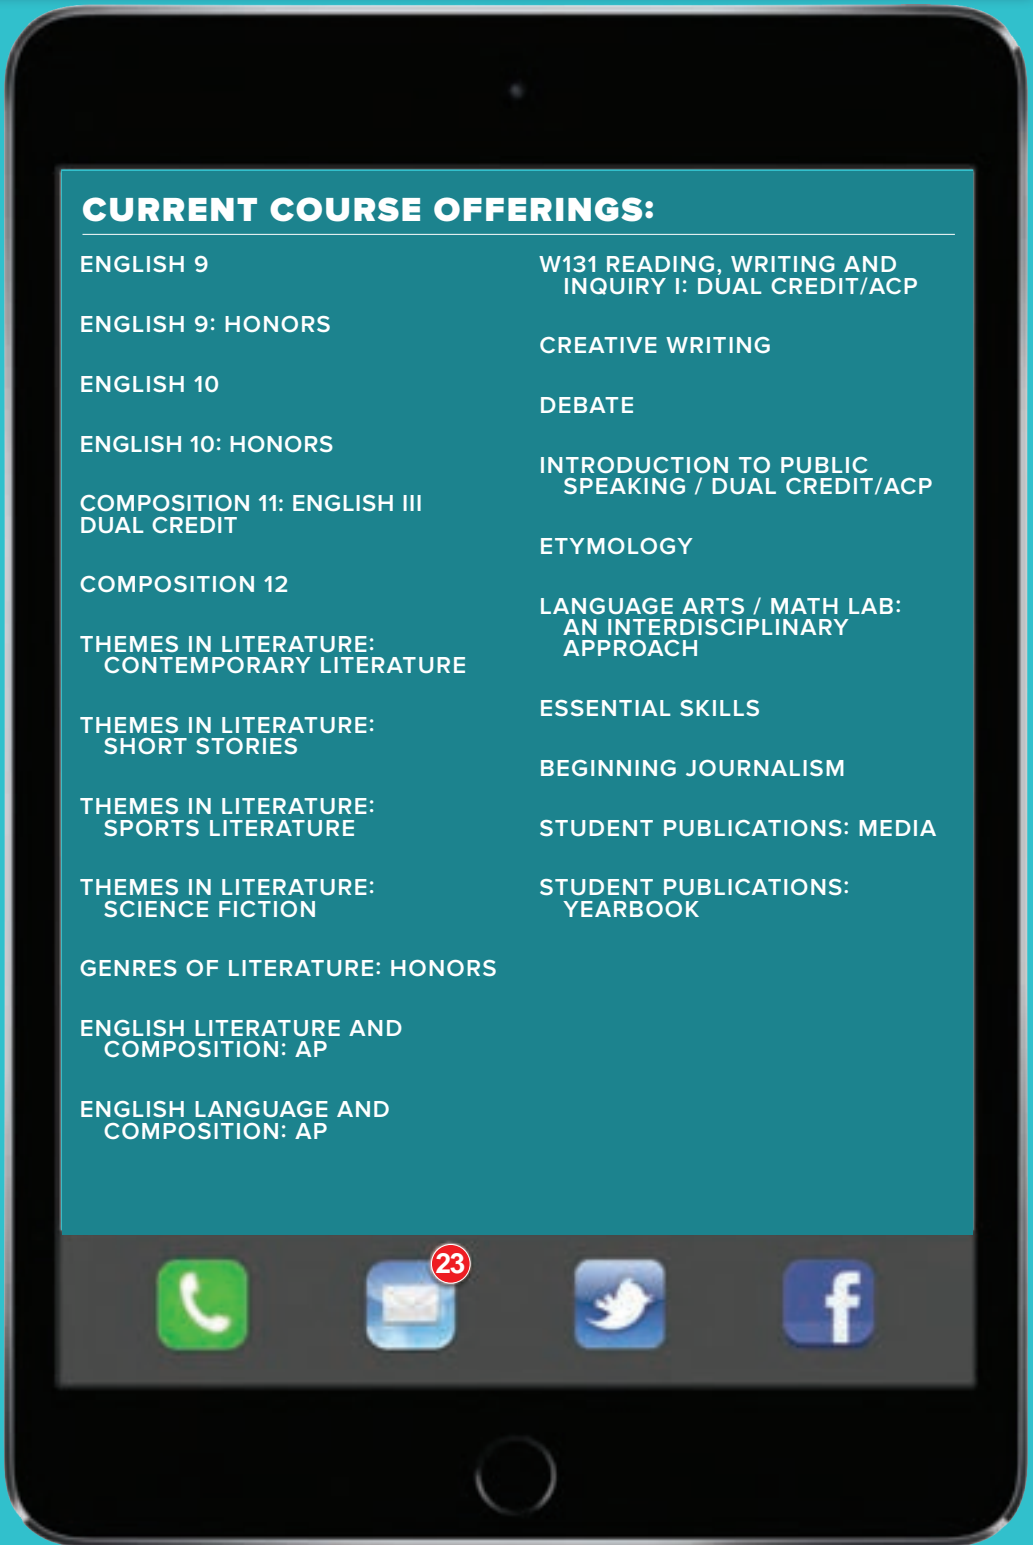 CURRENT COURSE OFFERINGS:
ENGLISH 9
ENGLISH 9: HONORS
ENGLISH 10
ENGLISH 10: HONORS
COMPOSITION 11: ENGLISH III
DUAL CREDIT
COMPOSITION 12
THEMES IN LITERATURE:
CONTEMPORARY LITERATURE
THEMES IN LITERATURE:
SHORT STORIES
THEMES IN LITERATURE:
SPORTS LITERATURE
THEMES IN LITERATURE:
SCIENCE FICTION
GENRES OF LITERATURE: HONORS
ENGLISH LITERATURE AND
COMPOSITION: AP
ENGLISH LANGUAGE AND
COMPOSITION: AP
W131 READING, WRITING AND
INQUIRY I: DUAL CREDIT/ACP
CREATIVE WRITING
DEBATE
INTRODUCTION TO PUBLIC
SPEAKING / DUAL CREDIT/ACP
ETYMOLOGY
LANGUAGE ARTS / MATH LAB:
AN INTERDISCIPLINARY
APPROACH
ESSENTIAL SKILLS
BEGINNING JOURNALISM
STUDENT PUBLICATIONS: MEDIA
STUDENT PUBLICATIONS:
YEARBOOK
23
f